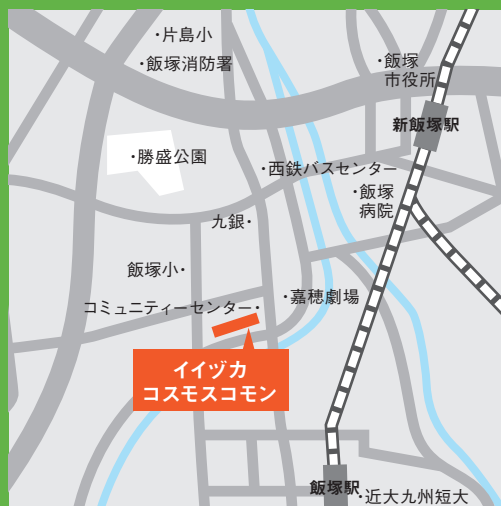 ・片島小
・飯塚消防署
・飯塚
市役所
新飯塚駅
・勝盛公園
・西鉄バスセンター
・飯塚
病院
九銀・
飯塚小・
・嘉穂劇場
コミュニティーセンター・
イイヅカ
コスモスコモン
飯塚駅
・近大九州短大